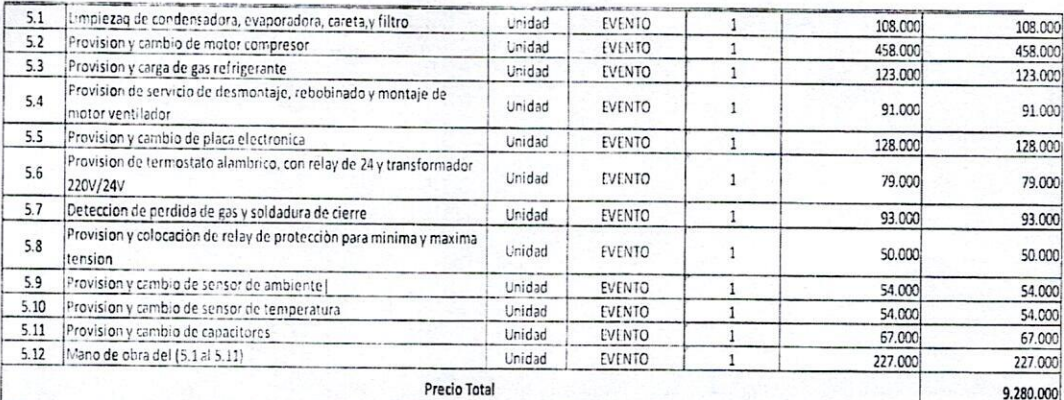 5.1 Limpiezaq de condensadora, evaporadora, careta,y filtro Unidad EVENTO 1 108.000 108.000
5.2 Provision y cambio de motor compresor Unidad EVENTO 1 458.000 458.000
5.3 Provision y carga de gas refrigerante Unidad EVENTO 1 123.000 123.000
5.4 Provision de servicio de desmontaje, rebobinado y montaje de
motor ventilador Unidad EVENTO 1 91.000 91.000
5.5 Provision y cambio de placa electronica Unidad EVENTO 1 128.000 128.000
5.6 Provision de termostato alambrico, con relay de 24 y transformador
220V/24V Unidad EVENTO 1 79.000 79.000
5.7 Deteccion de perdida de gas y soldadura de cierre Unidad EVENTO 1 93.000 93.000
5.8 Provision y colocación de relay de protección para minima y maxima
tension Unidad EVENTO 1 50.000 50.000
5.9 Provision y cambio de sensor de ambiente Unidad EVENTO 1 54.000 54.000
5.10 Provision y cambio de sensor de temperatura Unidad EVENTO 1 54.000 54.000
5.11 Provision y cambio de capacitores Unidad EVENTO 1 67.000 67.000
5.12 Mano de obra del (5.1 al 5.11) Unidad EVENTO 1 227.000 227.000
Precio Total 9.280.000